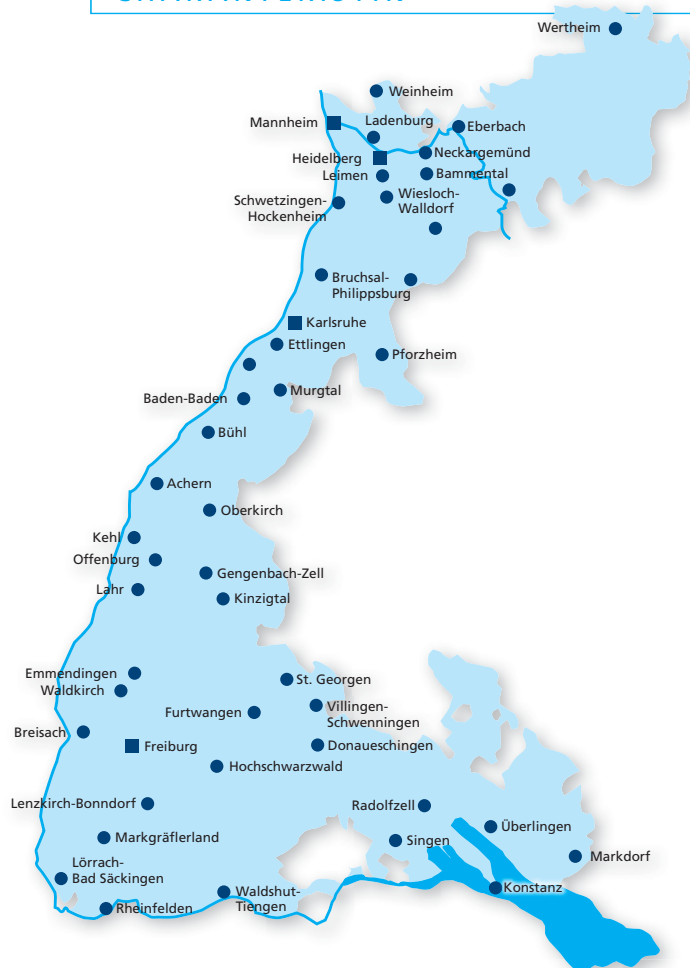 Wertheim
Weinheim
Ladenburg
Mannheim
Eberbach
Heidelberg
Neckargemünd
Leimen
Bammental
Schwetzingen-
Hockenheim
Wiesloch-
Walldorf
Bruchsal-
Philippsburg
Karlsruhe
Ettlingen
Pforzheim
Murgtal
Baden-Baden
Bühl
Achern
Oberkirch
Kehl
Offenburg
Gengenbach-Zell
Lahr
Kinzigtal
Emmendingen
Waldkirch
St. Georgen
Furtwangen
Villingen-
Schwenningen
Breisach
Freiburg
Donaueschingen
Hochschwarzwald
Lenzkirch-Bonndorf
Radolfzell
Überlingen
Markgräflerland
Singen
Markdorf
Lörrach-
Bad Säckingen
Konstanz
Waldshut-
Tiengen
Rheinfelden